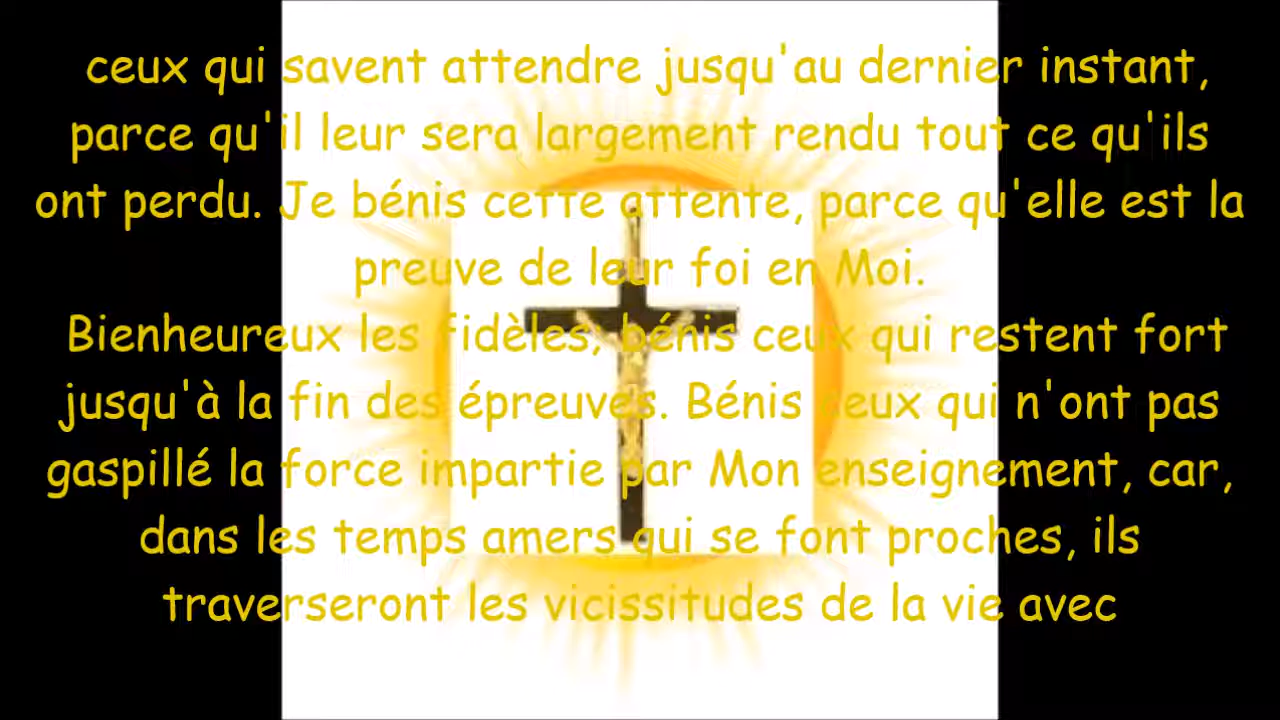 ceux qui savent attendre jusqu'au dernier instant,
parce qu'il leur sera largement rendu tout ce qu'ils
ont perdu. Je bénis cette attente, parce qu'elle est la
preuve de leur foi en Moi.
Bienheureux les fidèles; bénis ceux qui restent fort
jusqu'à la fin des épreuves. Bénis ceux qui n'ont pas
gaspillé la force impartie par Mon enseignement, car,
dans les temps amers qui se font proches, ils
traverseront les vicissitudes de la vie avec